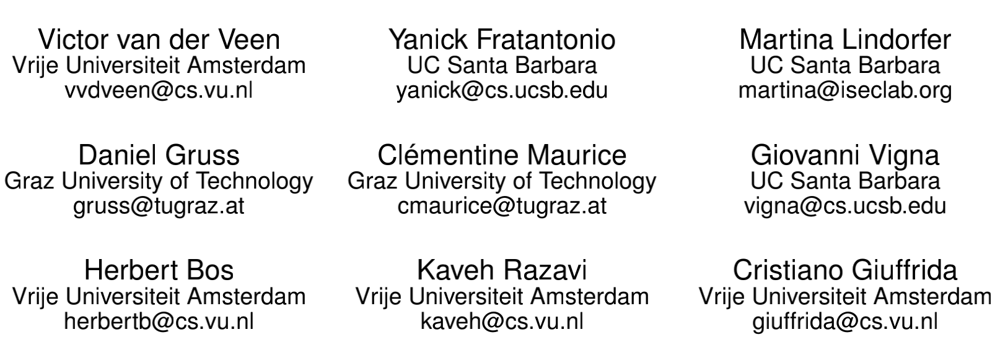 Victor van der Veen
Vrije Universiteit Amsterdam
vvdveen@cs.vu.nl
Yanick Fratantonio
UC Santa Barbara
yanick@cs.ucsb.edu
Martina Lindorfer
UC Santa Barbara
martina@iseclab.org
Daniel Gruss
Graz University of Technology
gruss@tugraz.at
Clémentine Maurice
Graz University of Technology
cmaurice@tugraz.at
Giovanni Vigna
UC Santa Barbara
vigna@cs.ucsb.edu
Herbert Bos
Vrije Universiteit Amsterdam
herbertb@cs.vu.nl
Kaveh Razavi
Vrije Universiteit Amsterdam
kaveh@cs.vu.nl
Cristiano Giuffrida
Vrije Universiteit Amsterdam
giuffrida@cs.vu.nl